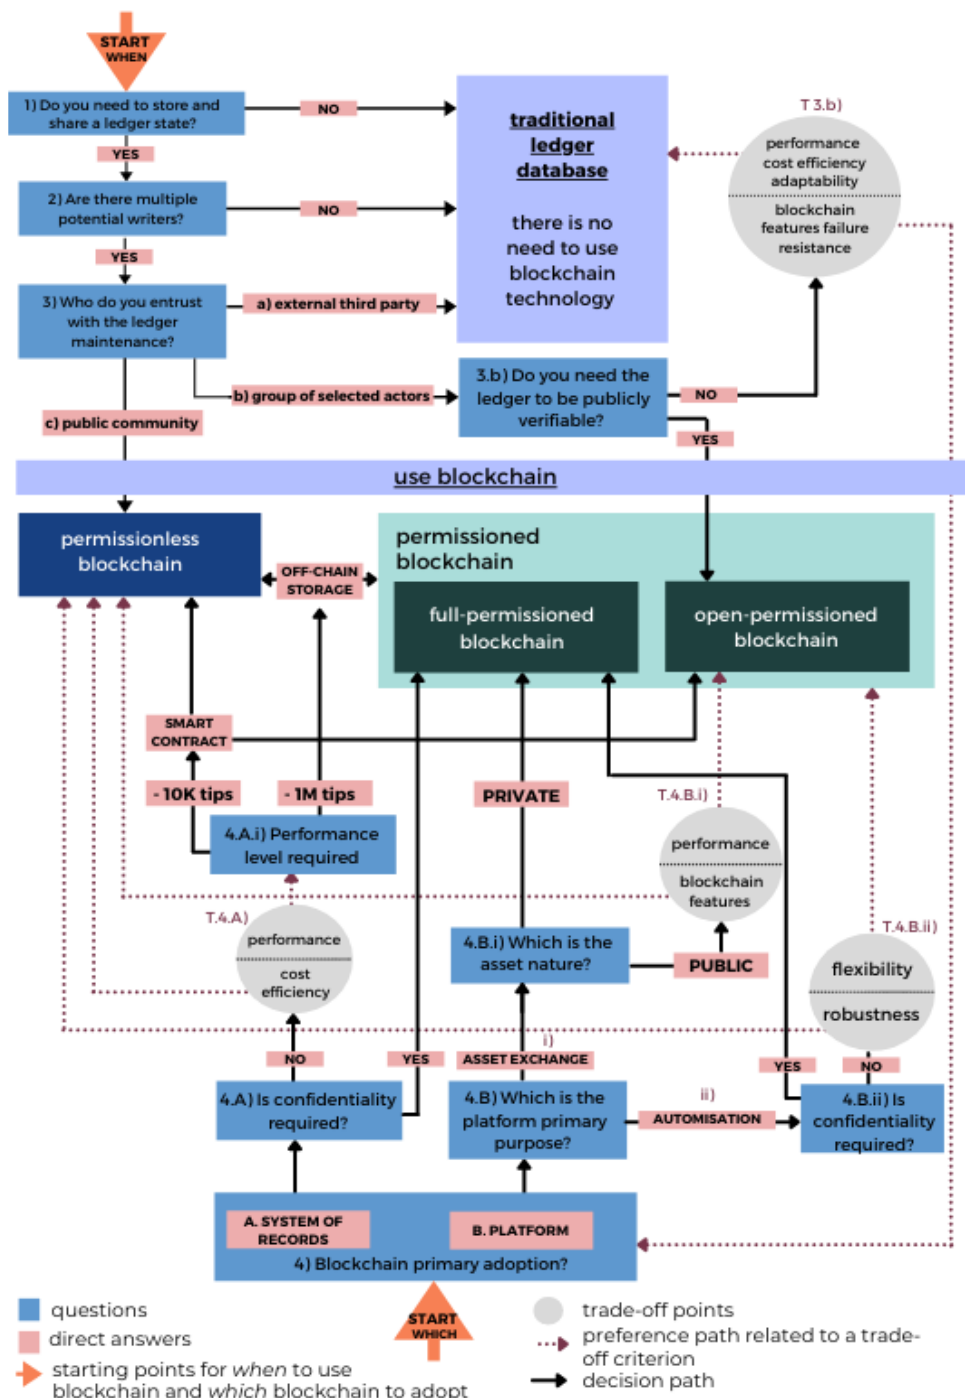 START
WHEN
1) Do you need to store and
share a ledger state?
NO
YES
2) Are there multiple
potential writers?
NO
YES
3) Who do you entrust
with the ledger
maintenance?
a) external third party
b) group of selected actors
c) public community
traditional
ledger
database
there is no
need to use
blockchain
technology
T 3.b)
performance
cost efficiency
adaptability
blockchain
features failure
resistance
3.b) Do you need the
ledger to be publicly
verifiable?
NO
YES
use blockchain
permissionless
blockchain
OFF-CHAIN
STORAGE
permissioned
blockchain
full-permissioned
blockchain
open-permissioned
blockchain
SMART
CONTRACT
- 10K tips
- 1M tips
PRIVATE
4.A.i) Performance
level required
T.4.B.i)
performance
blockchain
features
T.4.A)
performance
cost
efficiency
4.B.i) Which is the
asset nature?
PUBLIC
T.4.B.ii)
flexibility
robustness
NO
YES
i)
ASSET EXCHANGE
YES
NO
4.A) Is confidentiality
required?
4.B) Which is the
platform primary
purpose?
ii)
AUTOMISATION
4.B.ii) Is
confidentiality
required?
A. SYSTEM OF
RECORDS
B. PLATFORM
4) Blockchain primary adoption?
START
WHICH
questions
direct answers
starting points for when to use
blockchain and which blockchain to adopt
trade-off points
preference path related to a trade-
off criterion
decision path